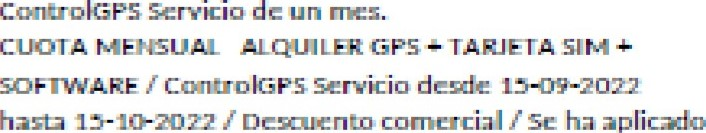 ControlGPS Servicio de un mes.
CUOTA MENSUAL ALQUILER GPS + TARJETA SIM +
SOFTWARE / ControlGPS Servicio desde 15-09-2022
hasta 15-10-2022 / Descuento comercial / Se ha aplicado